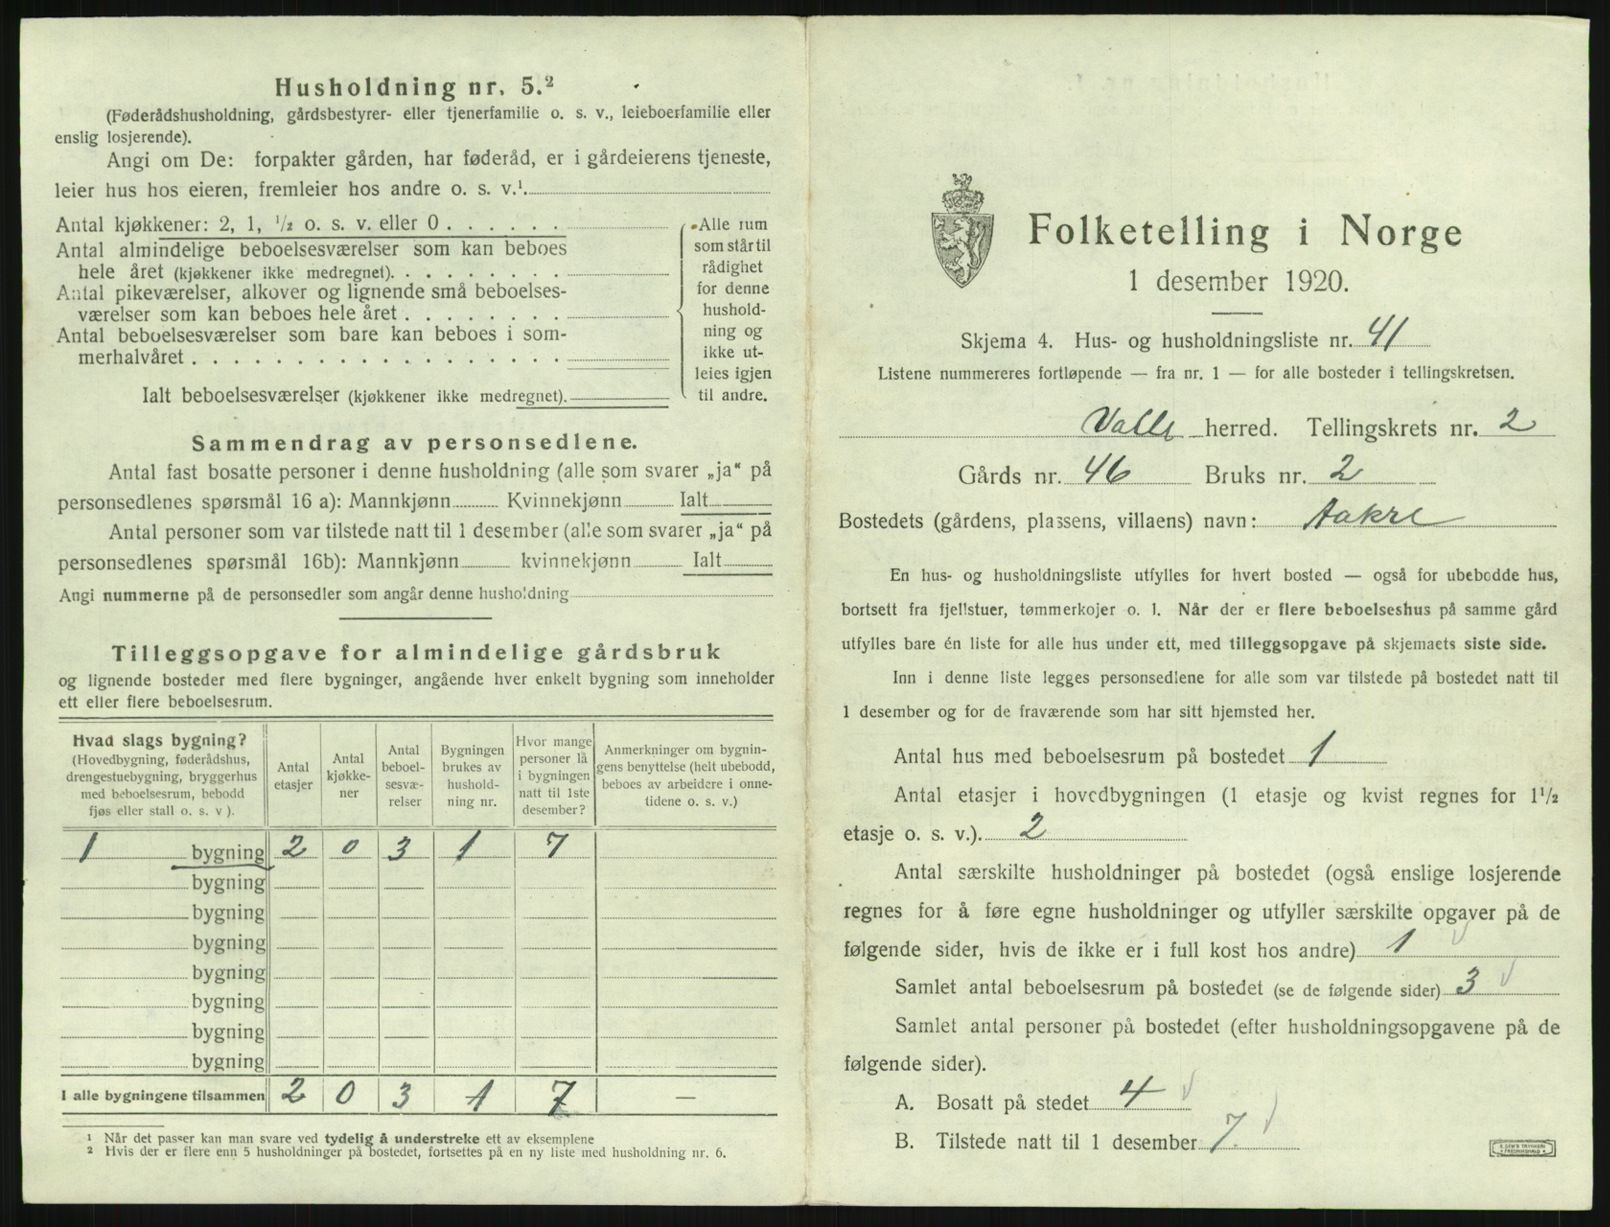 Husholdning nr. 5.²
(Føderådshusholdning, gårdsbestyrer- eller tjenerfamilie o. s. v., leieboerfamilie eller
enslig losjerende).
Angi om De: forpakter gården, har føderåd, er i gårdeierens tjeneste,
leier hus hos eieren, fremleier hos andre o. s. v.¹
Antal kjøkkener: 2, 1, ½ o. s. v. eller 0 . . . . . .
Antal almindelige beboelsesværelser som kan beboes
hele året (kjøkkener ikke medregnet). . . . . . . . .
Antal pikeværelser, alkover og lignende små beboelses-
værelser som kan beboes hele året . . . . . . . .
Antal beboelsesværelser som bare kan beboes i som-
merhalvåret . . . . . . . . . . . . . . . . . .
Ialt beboelsesværelser (kjøkkener ikke medregnet).
Alle rum
som står til
rådighet
for denne
hushold-
ning og
ikke ut-
leies igjen
til andre.
Sammendrag av personsedlene.
Antal fast bosatte personer i denne husholdning (alle som svarer „ja“ på
personsedlenes spørsmål 16 a): Mannkjønn Kvinnekjønn Ialt
Antal personer som var tilstede natt til 1 desember (alle som svarer „ja“ på
personsedlenes spørsmål 16b): Mannkjønn kvinnekjønn Ialt
Angi nummerne på de personsedler som angår denne husholdning
Tilleggsopgave for almindelige gårdsbruk
og lignende bosteder med flere bygninger, angående hver enkelt bygning som inneholder
ett eller flere beboelsesrum.
Hvad slags bygning?
(Hovedbygning, føderådshus,
drengestuebygning, bryggerhus
med beboelsesrum, bebodd
fjøs eller stall o. s. v ).
Antal
etasjer
Antal
kjøkke-
ner
Antal
beboel-
sesvæ-
relser
Bygningen
brukes av
hushold-
ning nr.
Hvor mange
personer lå
i bygningen
natt til 1ste
desember?
Anmerkninger om bygnin-
gens benyttelse (helt ubebodd,
beboes av arbeidere i onne-
tidene o. s. v.)
1 bygning 2 0 3 1 7
bygning
bygning
bygning
bygning
bygning
bygning
bygning
I alle bygningene tilsammen 2 0 3 1 7 —
¹ Når det passer kan man svare ved tydelig å understreke ett av eksemplene
² Hvis der er flere enn 5 husholdninger på bostedet, fortsettes på en ny liste med husholdning nr. 6.
Folketelling i Norge
1 desember 1920.
Skjema 4. Hus- og husholdningsliste nr. 41
Listene nummereres fortløpende — fra nr. 1 — for alle bosteder i tellingskretsen.
Valle herred. Tellingskrets nr. 2
Gårds nr. 46 Bruks nr. 2
Bostedets (gårdens, plassens, villaens) navn: Aakre
En hus- og husholdningsliste utfylles for hvert bosted — også for ubebodde hus,
bortsett fra fjellstuer, tømmerkojer o. l. Når der er flere beboelseshus på samme gård
utfylles bare én liste for alle hus under ett, med tilleggsopgave på skjemaets siste side.
Inn i denne liste legges personsedlene for alle som var tilstede på bostedet natt til
1 desember og for de fraværende som har sitt hjemsted her.
Antal hus med beboelsesrum på bostedet 1
Antal etasjer i hovedbygningen (1 etasje og kvist regnes for 1½
etasje o. s. v.). 2
Antal særskilte husholdninger på bostedet (også enslige losjerende
regnes for å føre egne husholdninger og utfyller særskilte opgaver på de
følgende sider, hvis de ikke er i full kost hos andre) 1
Samlet antal beboelsesrum på bostedet (se de følgende sider) 3
Samlet antal personer på bostedet (efter husholdningsopgavene på de
følgende sider).
A. Bosatt på stedet 4
B. Tilstede natt til 1 desember 7